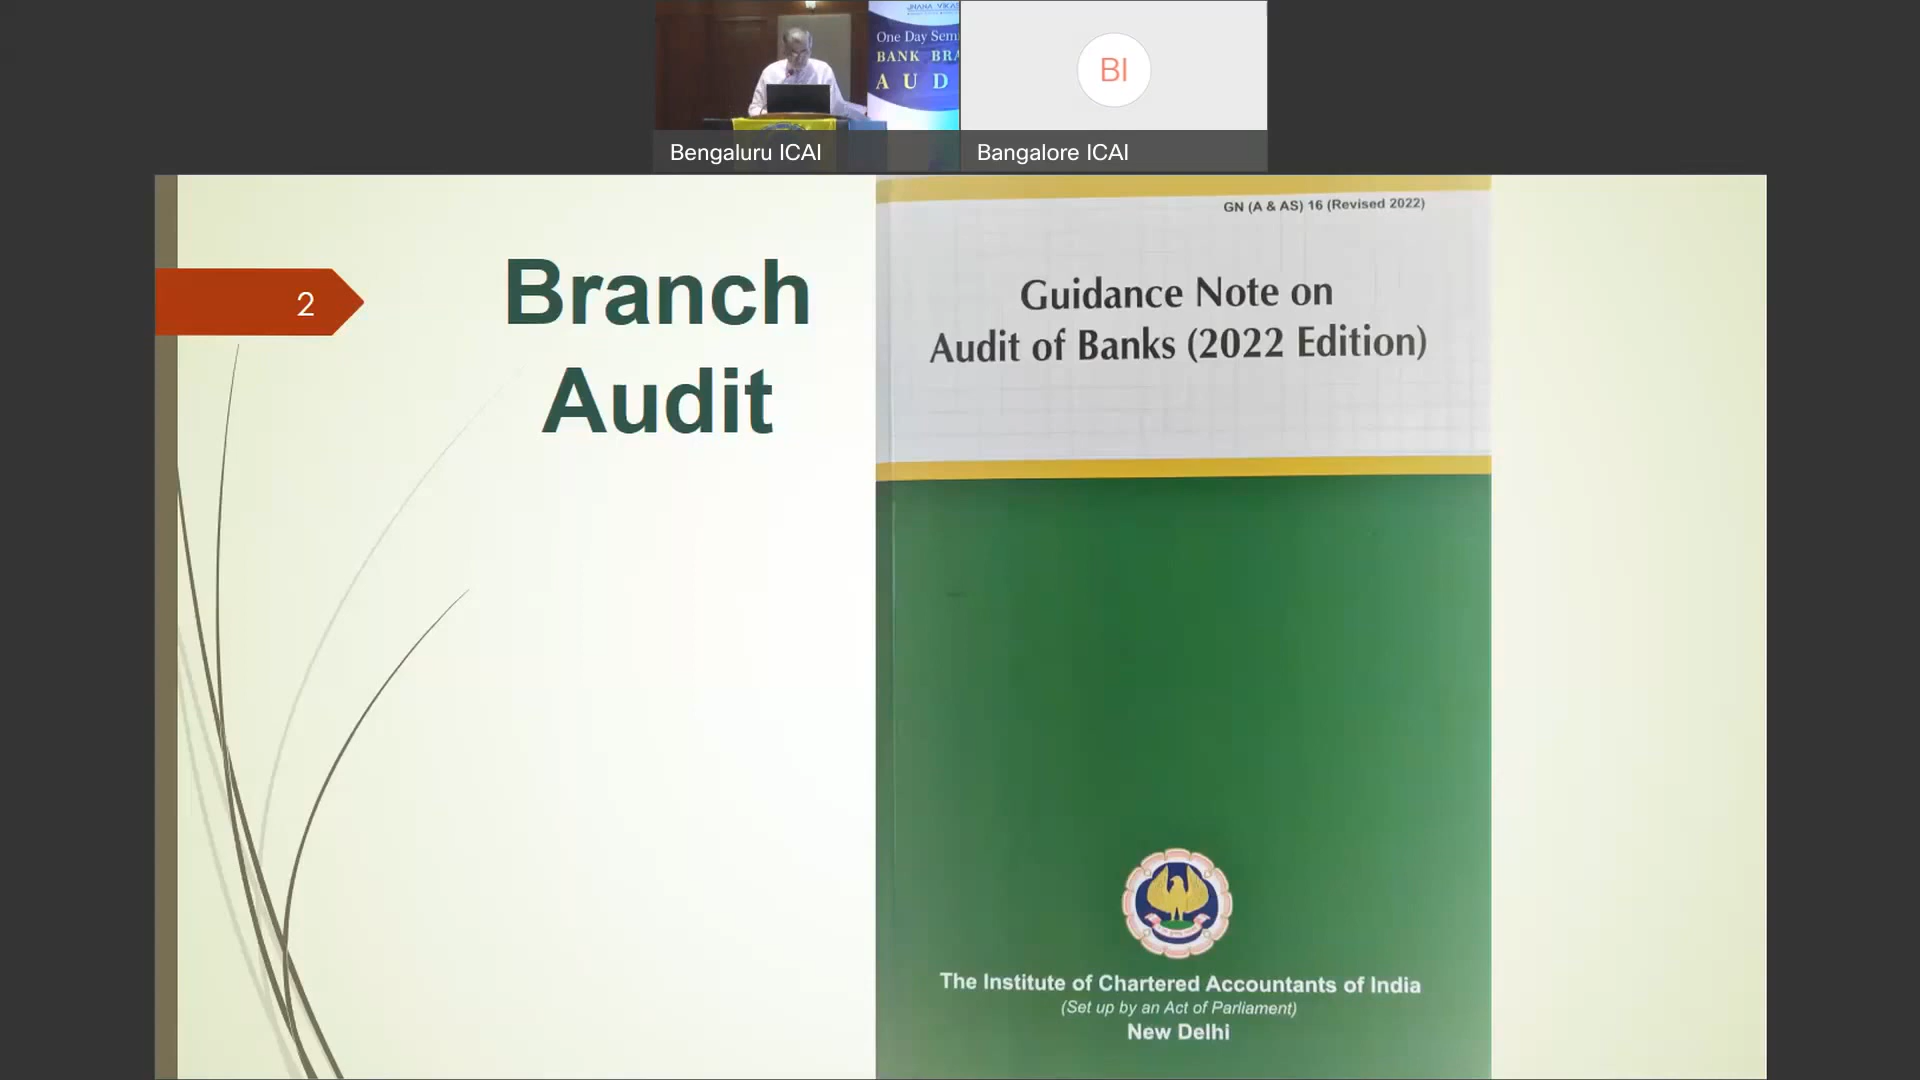 JNANA VIKAS
One Day Sem
BANK BRA
A U D
BI
Bengaluru ICAI
Bangalore ICAI
2
Branch
Audit
GN (A & AS) 16 (Revised 2022)
Guidance Note on
Audit of Banks (2022 Edition)
The Institute of Chartered Accountants of India
(Set up by an Act of Parliament)
New Delhi